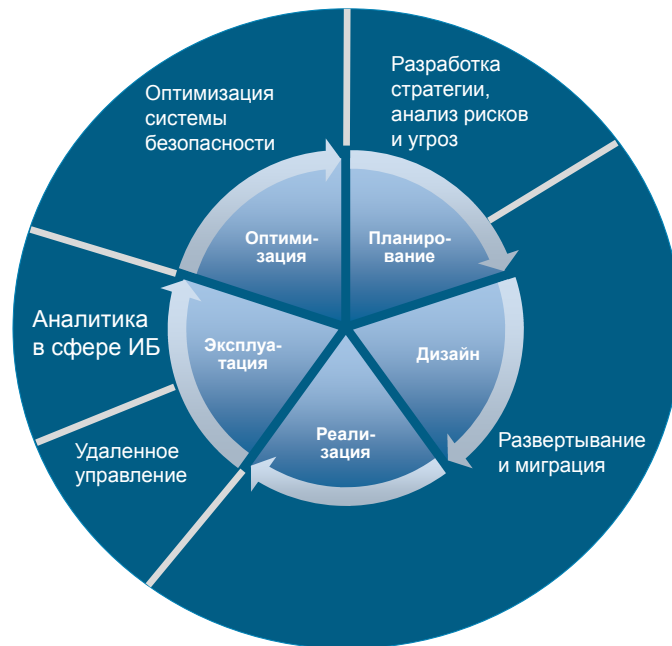 Оптимизация
системы
безопасности
Разработка
стратегии,
анализ рисков
и угроз
Оптими-
зация
Планиро-
вание
Аналитика
в сфере ИБ
Эксплуа-
тация
Дизайн
Реали-
зация
Удаленное
управление
Развертывание
и миграция